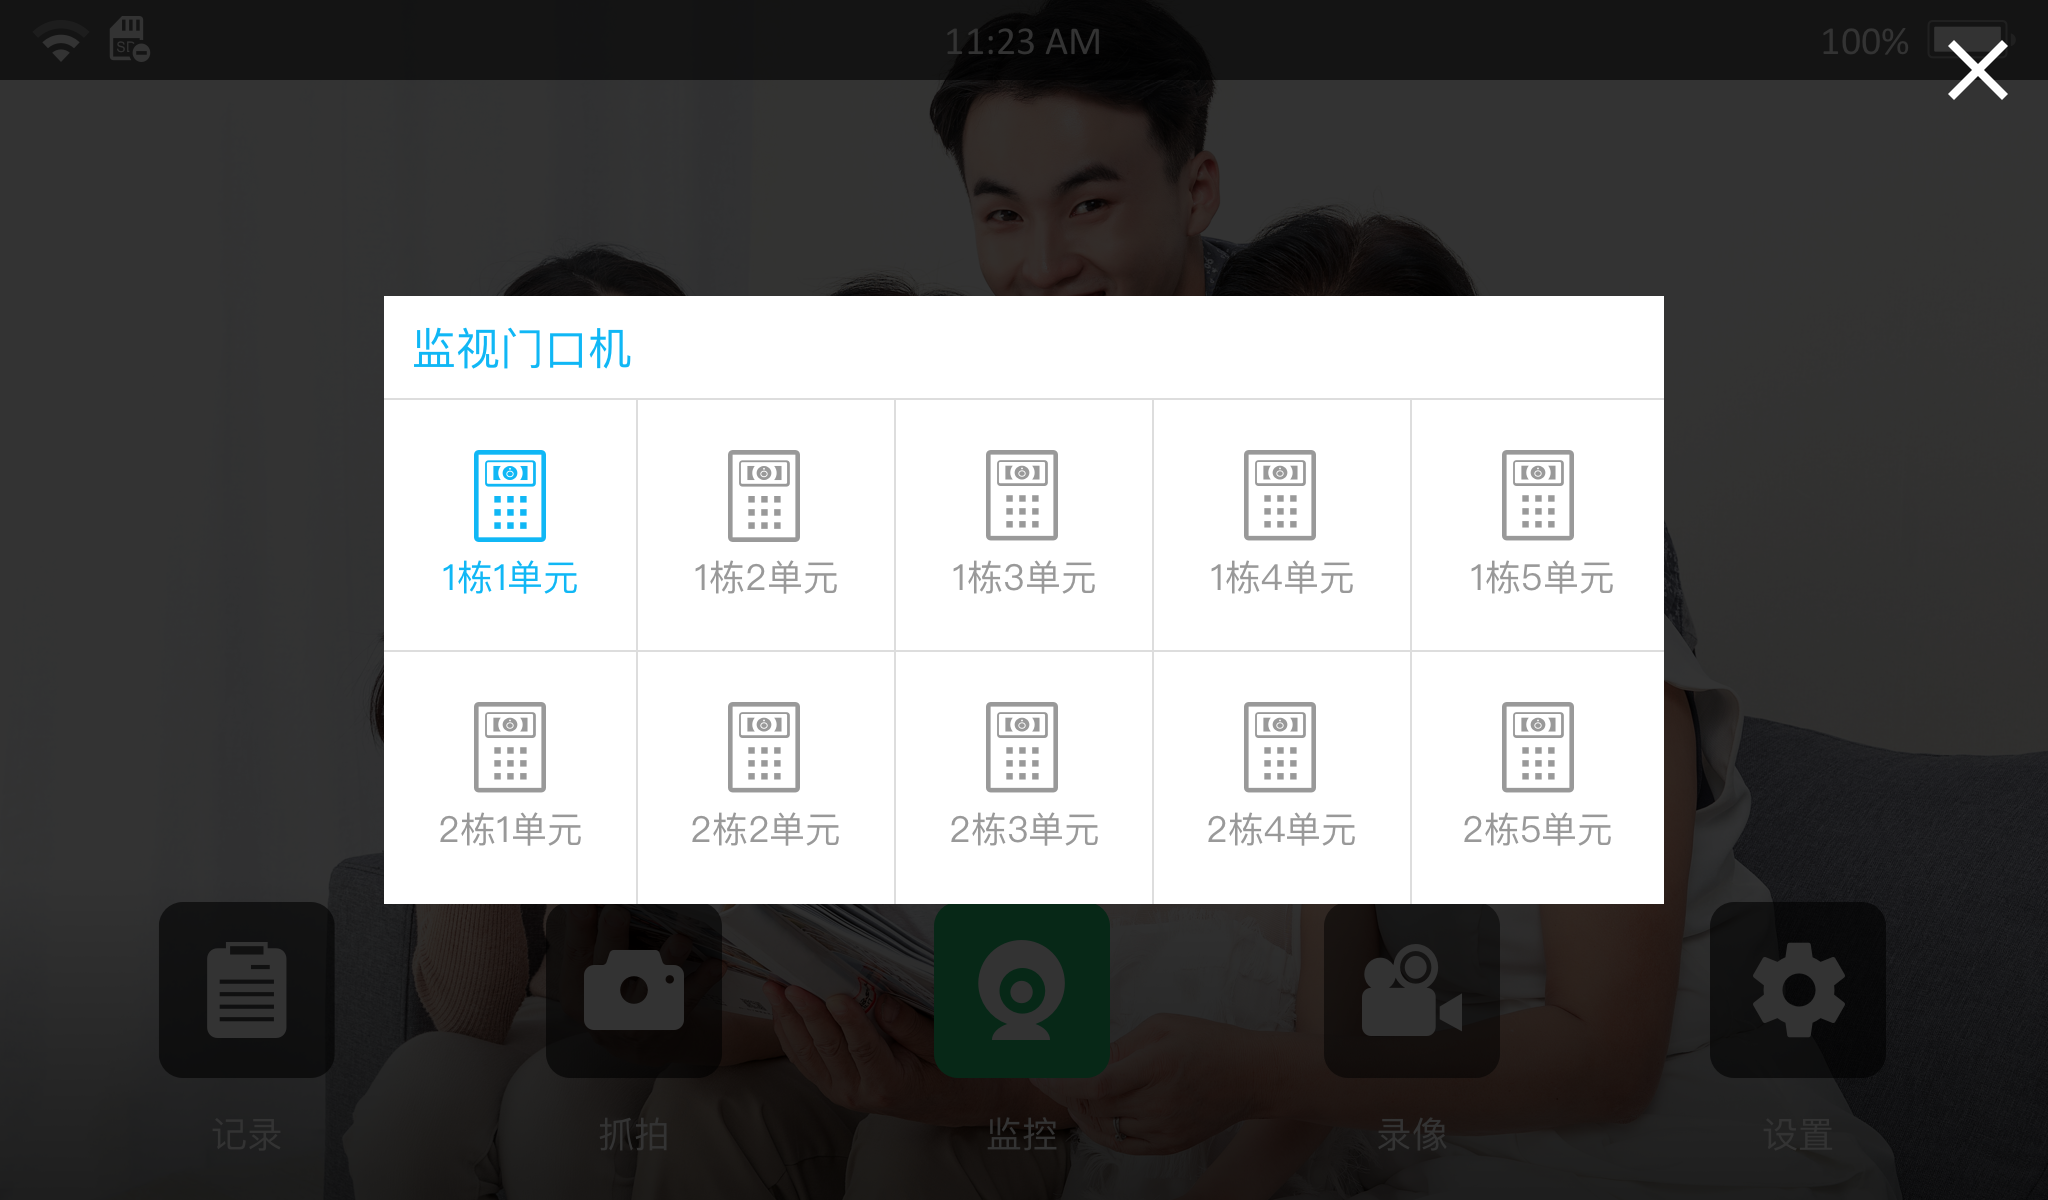 11:23 AM
100%
监视门口机
1栋1单元
1栋2单元
1栋3单元
1栋4单元
1栋5单元
2栋1单元
2栋2单元
2栋3单元
2栋4单元
2栋5单元
记录
抓拍
监控
录像
设置